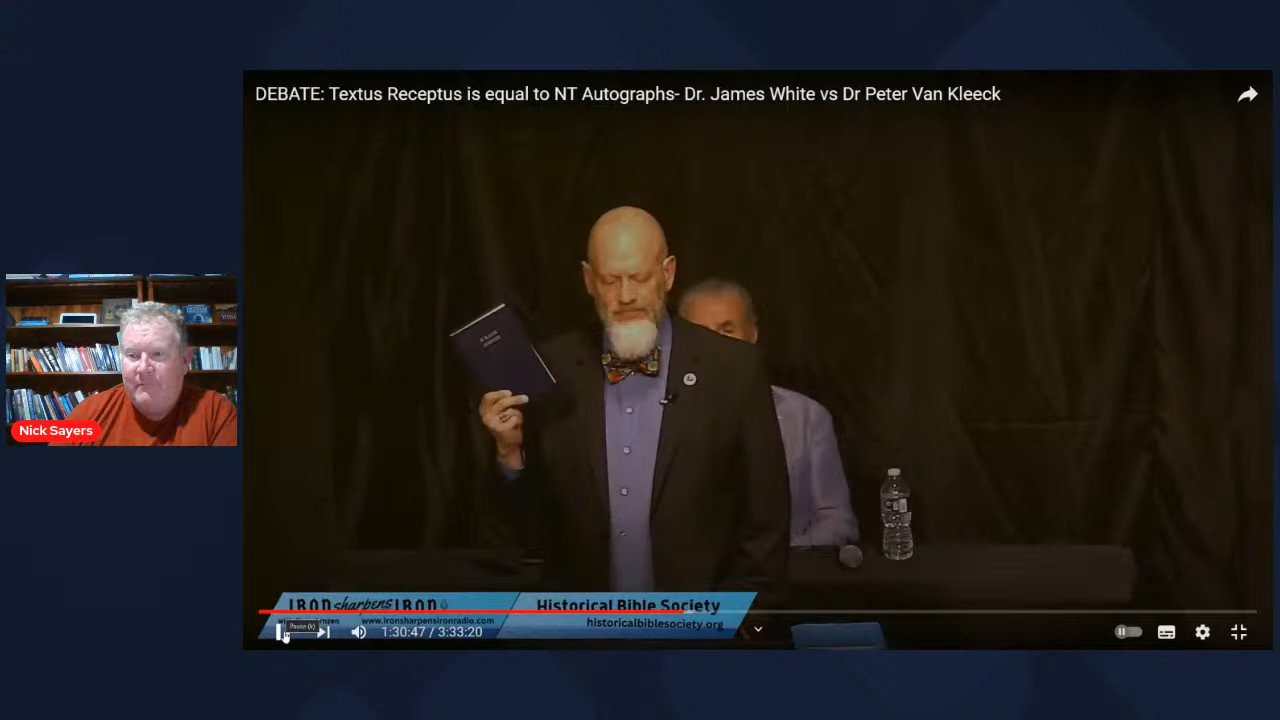 DEBATE: Textus Receptus is equal to NT Autographs- Dr. James White vs Dr Peter Van Kleeck
Nick Sayers
IRON sharpens IRON
Historical Bible Society
www.ironsharpensironradio.com
historicalbiblesociety.org
Pause (k)
1:30:47 / 3:33:20